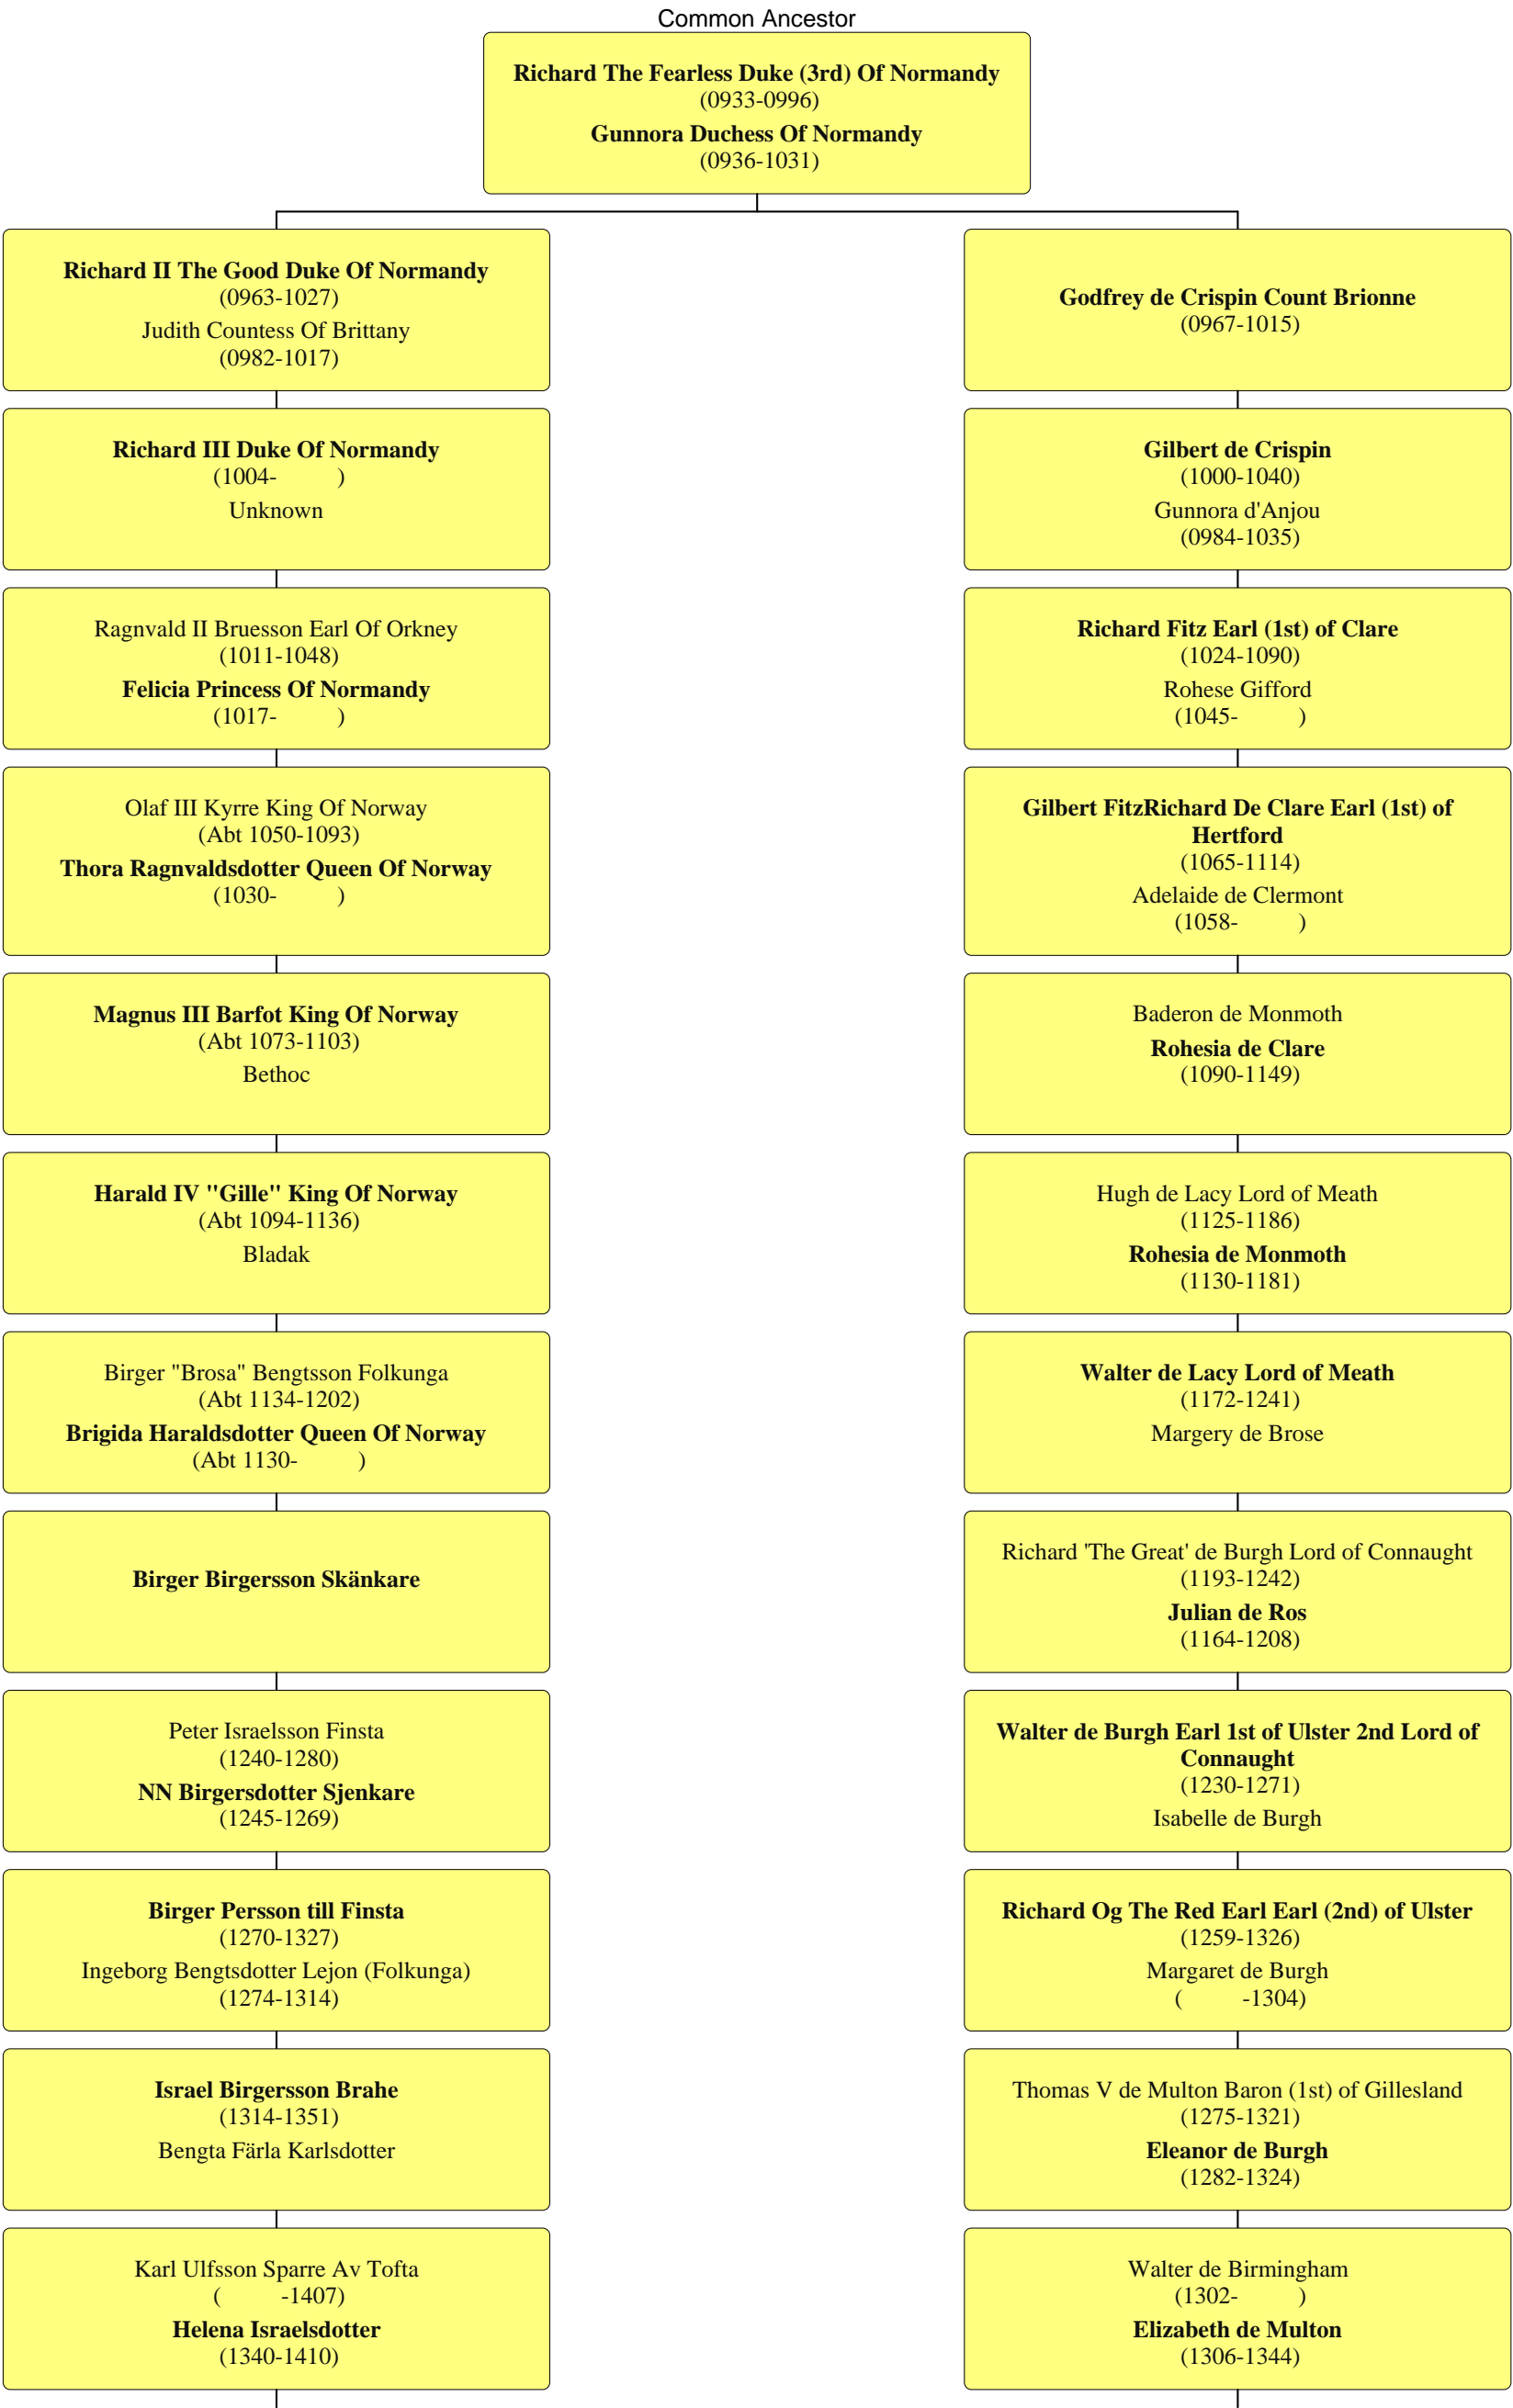 Common Ancestor
Richard The Fearless Duke (3rd) Of Normandy
(0933-0996)
Gunnora Duchess Of Normandy
(0936-1031)
Richard II The Good Duke Of Normandy
(0963-1027)
Judith Countess Of Brittany
(0982-1017)
Godfrey de Crispin Count Brionne
(0967-1015)
Richard III Duke Of Normandy
(1004- )
Unknown
Gilbert de Crispin
(1000-1040)
Gunnora d'Anjou
(0984-1035)
Ragnvald II Bruesson Earl Of Orkney
(1011-1048)
Felicia Princess Of Normandy
(1017- )
Richard Fitz Earl (1st) of Clare
(1024-1090)
Rohese Gifford
(1045- )
Olaf III Kyrre King Of Norway
(Abt 1050-1093)
Thora Ragnvaldsdotter Queen Of Norway
(1030- )
Gilbert FitzRichard De Clare Earl (1st) of
Hertford
(1065-1114)
Adelaide de Clermont
(1058- )
Magnus III Barfot King Of Norway
(Abt 1073-1103)
Bethoc
Baderon de Monmoth
Rohesia de Clare
(1090-1149)
Harald IV "Gille" King Of Norway
(Abt 1094-1136)
Bladak
Hugh de Lacy Lord of Meath
(1125-1186)
Rohesia de Monmoth
(1130-1181)
Birger "Brosa" Bengtsson Folkunga
(Abt 1134-1202)
Brigida Haraldsdotter Queen Of Norway
(Abt 1130- )
Walter de Lacy Lord of Meath
(1172-1241)
Margery de Brose
Birger Birgersson Skänkare
Richard 'The Great' de Burgh Lord of Connaught
(1193-1242)
Julian de Ros
(1164-1208)
Peter Israelsson Finsta
(1240-1280)
NN Birgersdotter Sjenkare
(1245-1269)
Walter de Burgh Earl 1st of Ulster 2nd Lord of
Connaught
(1230-1271)
Isabelle de Burgh
Birger Persson till Finsta
(1270-1327)
Ingeborg Bengtsdotter Lejon (Folkunga)
(1274-1314)
Richard Og The Red Earl Earl (2nd) of Ulster
(1259-1326)
Margaret de Burgh
( -1304)
Israel Birgersson Brahe
(1314-1351)
Bengta Färla Karlsdotter
Thomas V de Multon Baron (1st) of Gillesland
(1275-1321)
Eleanor de Burgh
(1282-1324)
Karl Ulfsson Sparre Av Tofta
( -1407)
Helena Israelsdotter
(1340-1410)
Walter de Birmingham
(1302- )
Elizabeth de Multon
(1306-1344)